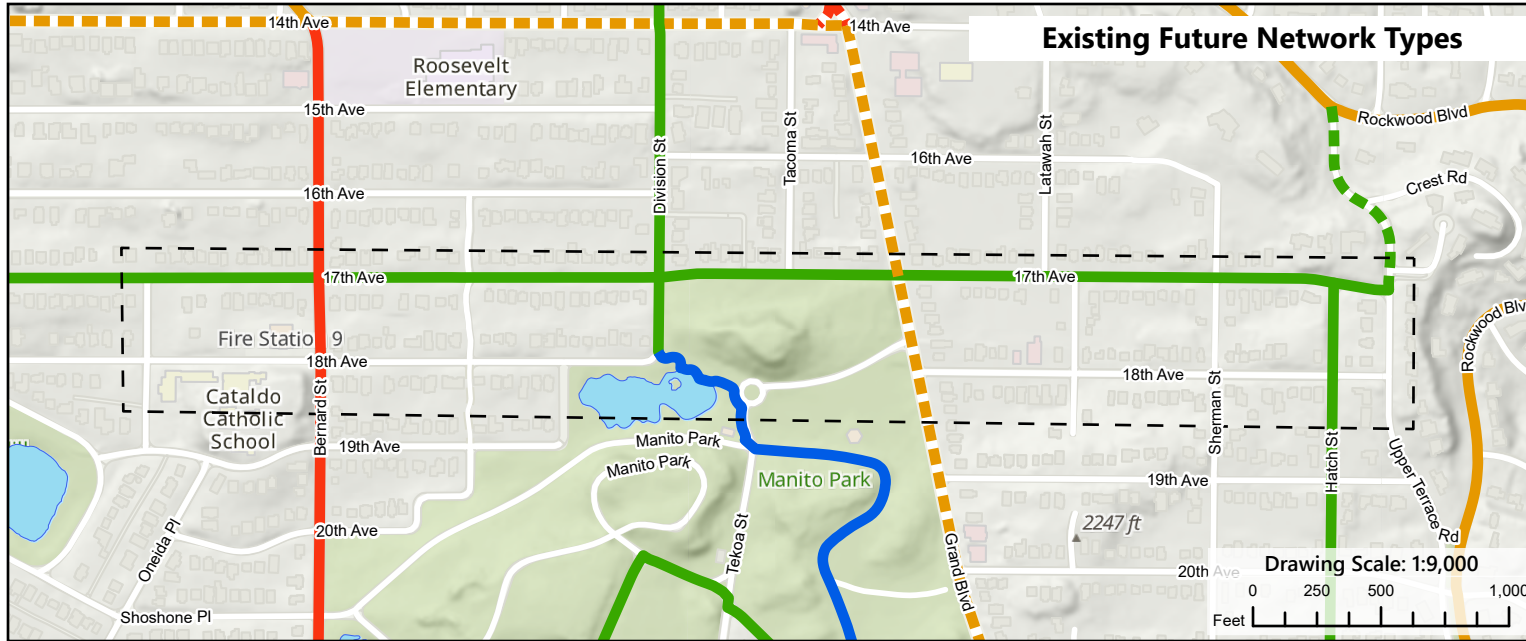 14th Ave
14th Ave
Existing Future Network Types
Roosevelt
Elementary
15th Ave
Rockwood Blvd
Division St
Tacoma St
16th Ave
Latawah St
16th Ave
Crest Rd
17th Ave
17th Ave
Fire Station 9
18th Ave
Rockwood Blv
18th Ave
Cataldo
Catholic
School
Bernard St
Sherman St
19th Ave
Manito Park
Manito Park
Manito Park
Hatch St
Upper Terrace Rd
19th Ave
Oneida Pl
20th Ave
Tekoa St
Grand Blvd
2247 ft
20th Ave
Shoshone Pl
Drawing Scale: 1:9,000
0 250 500 1,000
Feet